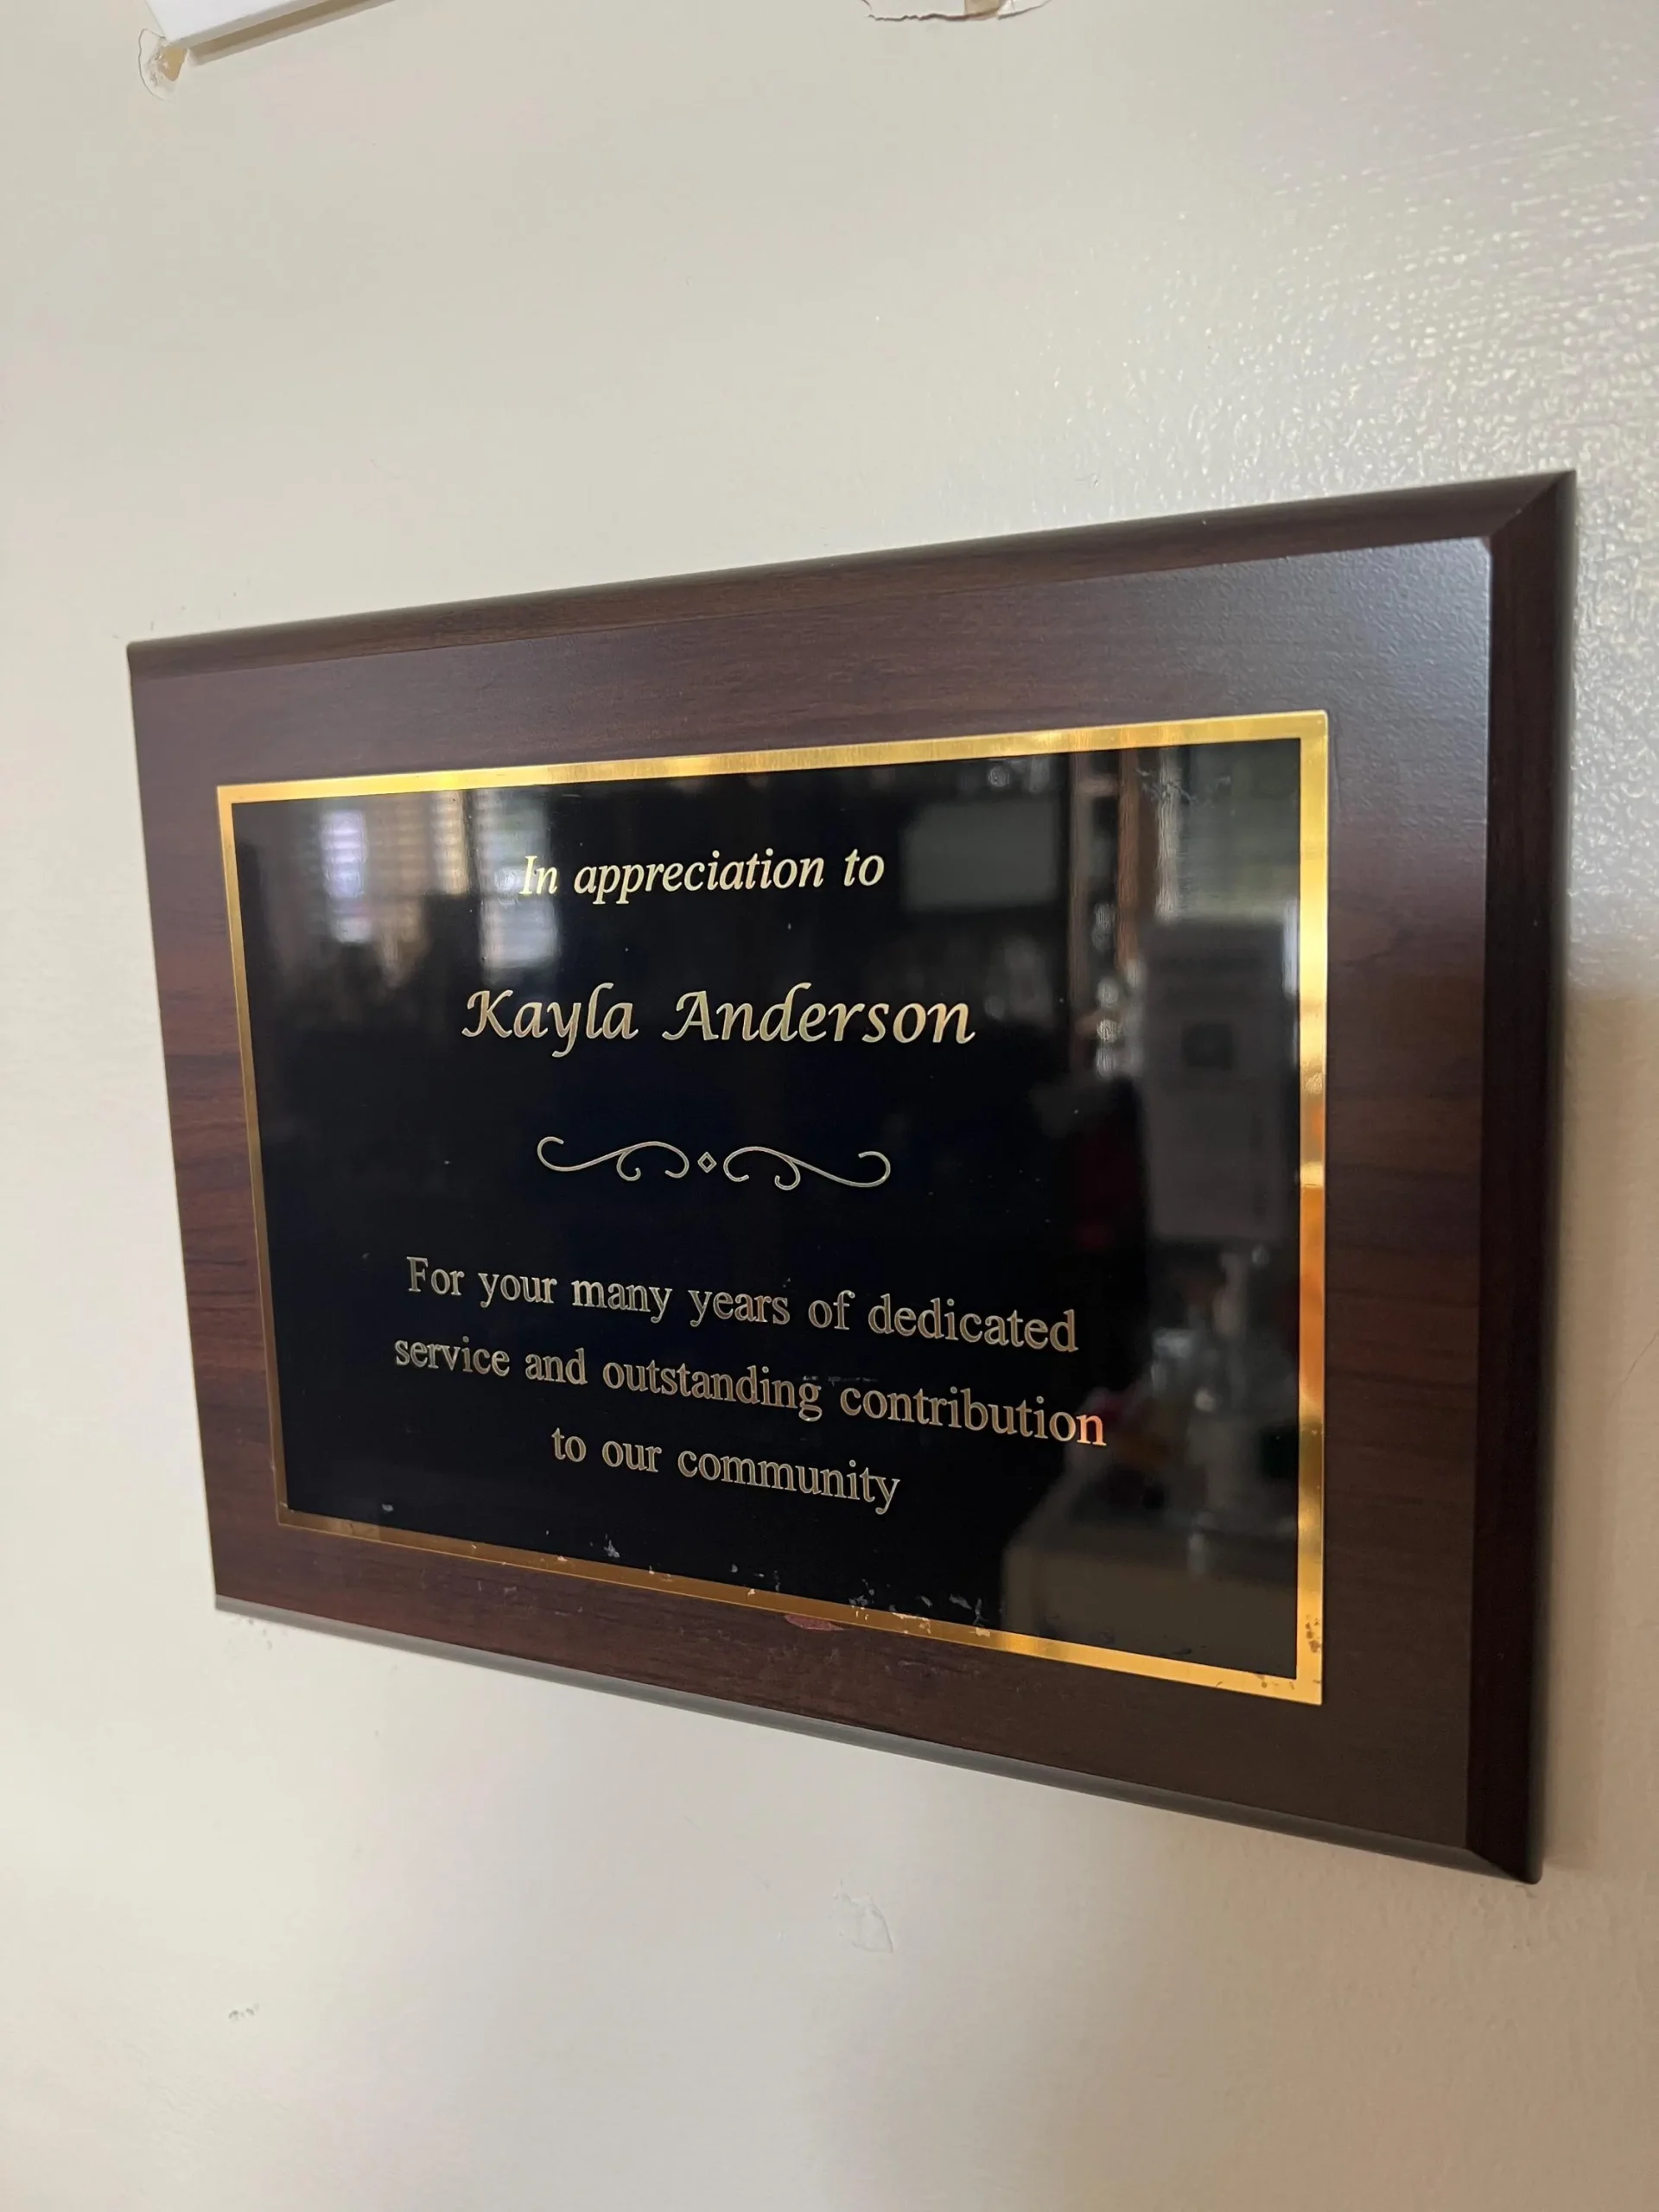 In appreciation to
Kayla Anderson
For your many years of dedicated
service and outstanding contribution
to our community